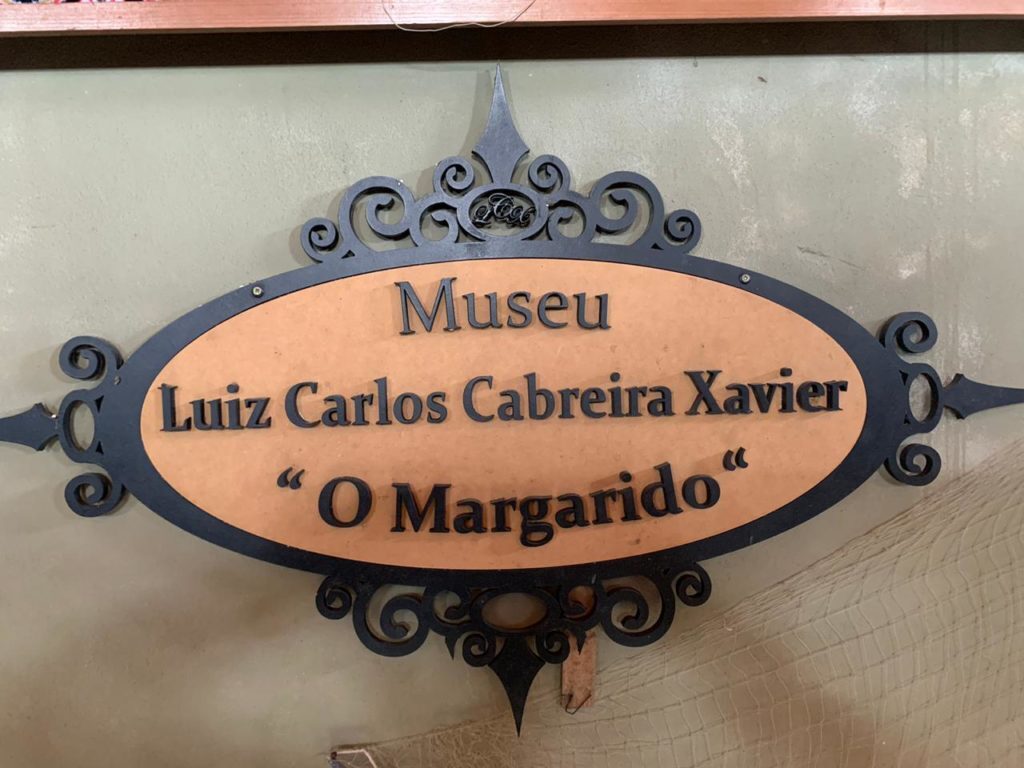 Museu
Luiz Carlos Cabreira Xavier
“ O Margarido “